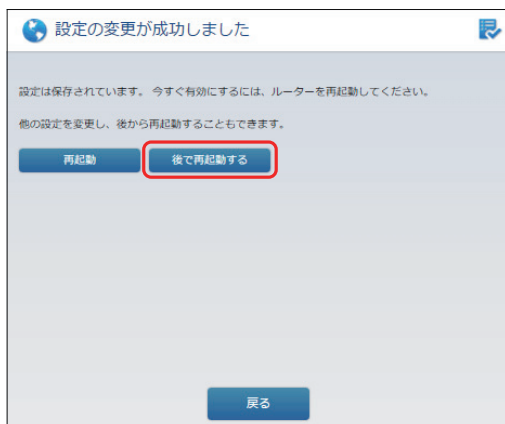 設定の変更が成功しました
設定は保存されています。 今すぐ有効にするには、ルーターを再起動してください。
他の設定を変更し、後から再起動することもできます。
再起動
後で再起動する
戻る